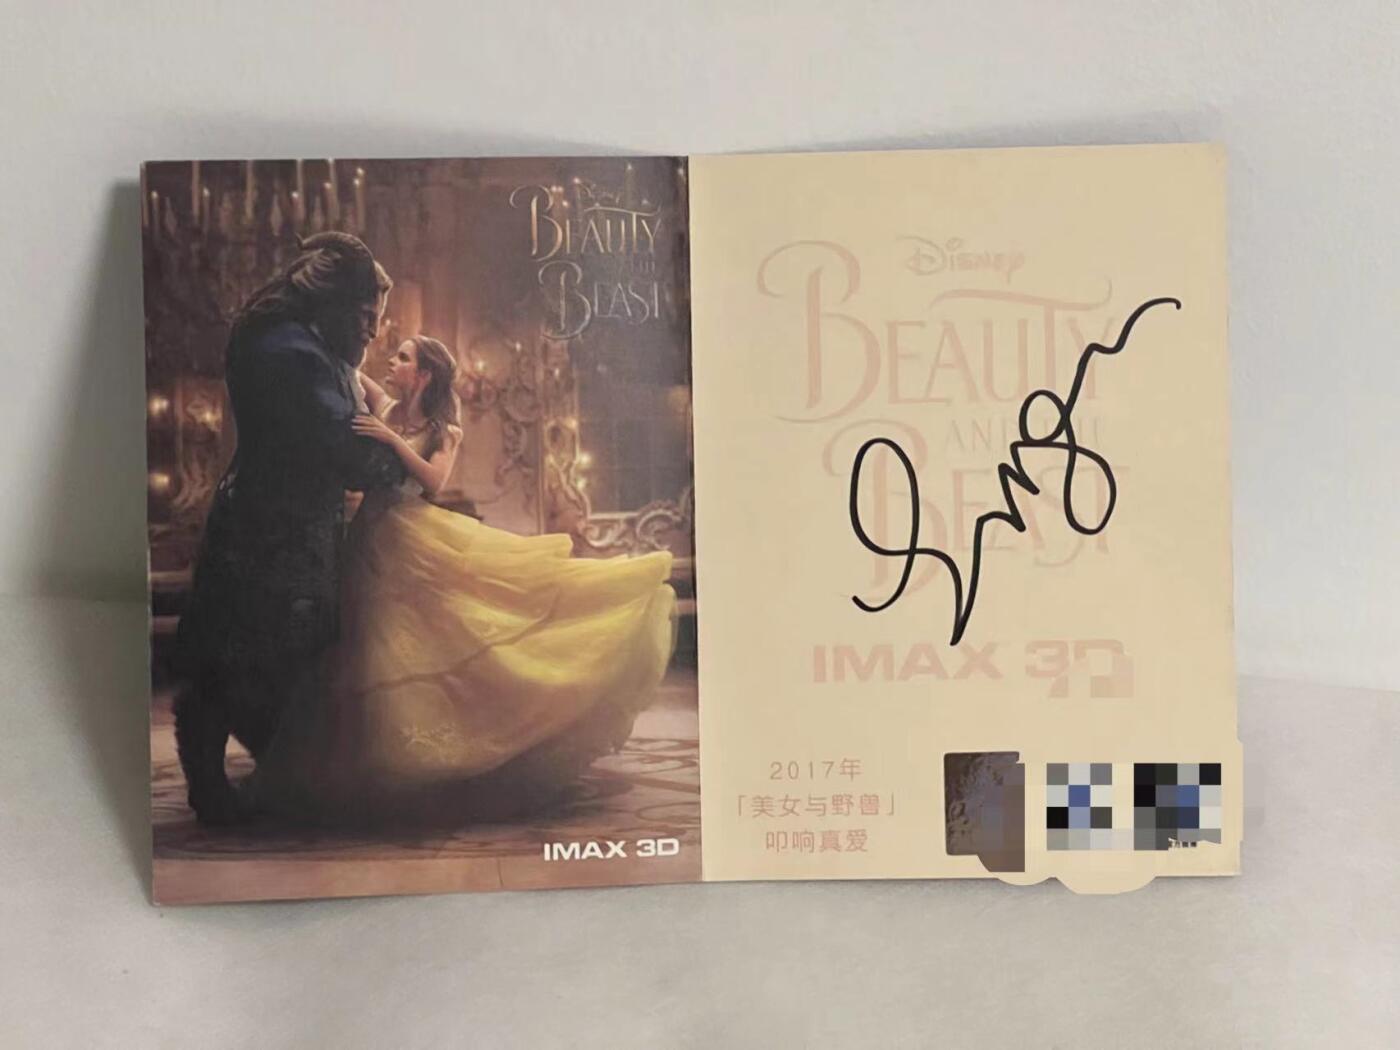 Disney
BEAUTY
AND THE
BEAST
IMAX 3D
Disney
BEAUTY
AND THE
BEAST
IMAX 3D
2017年
「美女与野兽」
叩响真爱